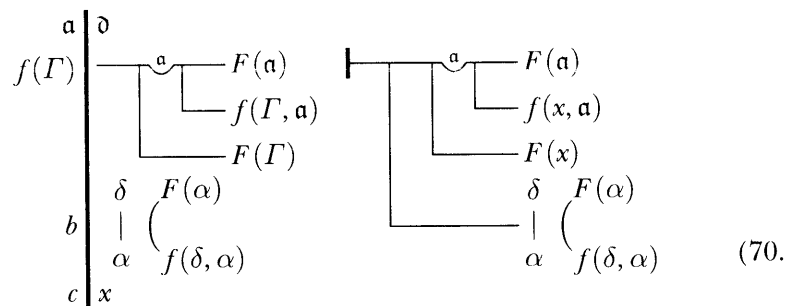 𝔞 𝔡 𝔞 F(𝔞) 𝔞 F(𝔞)
f(Γ) f(Γ, 𝔞) f(x, 𝔞)
F(Γ) F(x)
δ F(α) δ F(α)
b | ( | (
α f(δ, α) α f(δ, α) (70.
c x